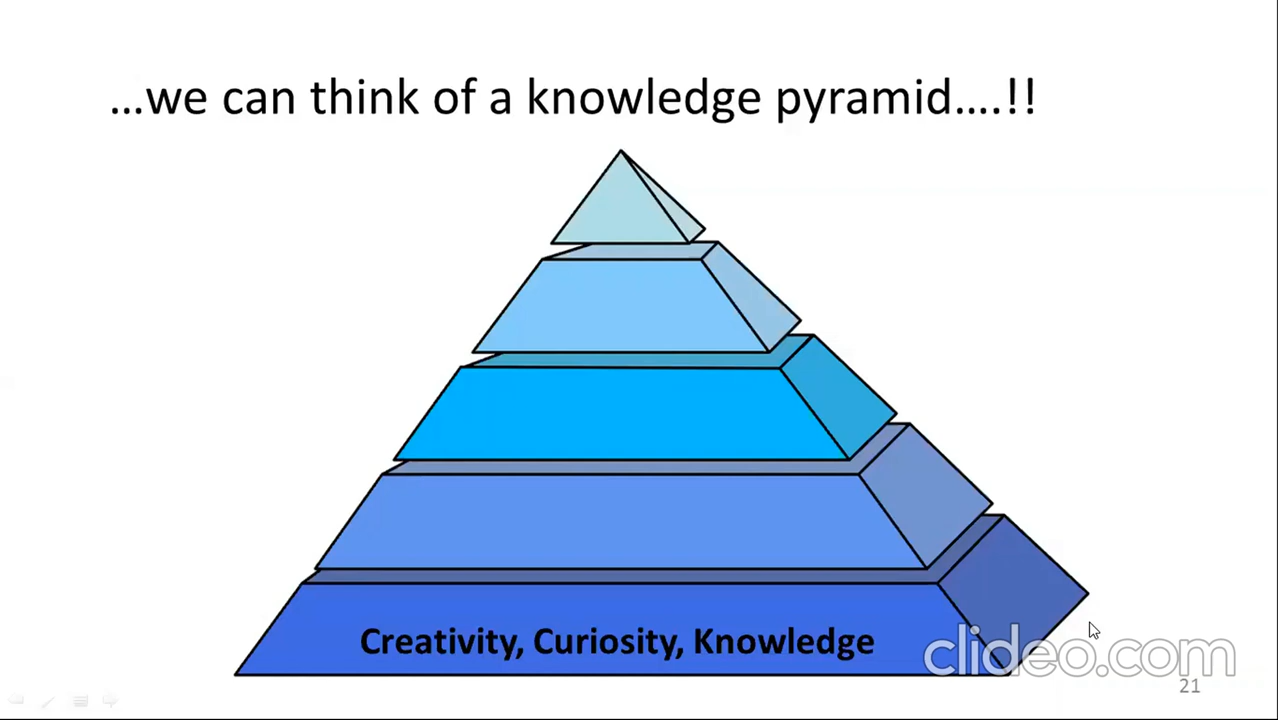 …we can think of a knowledge pyramid….!!
Creativity, Curiosity, Knowledge
clideo.com
21